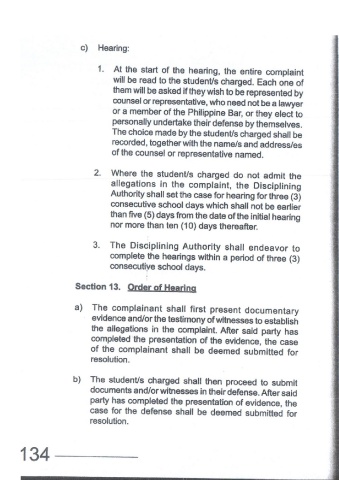 c) Hearing:
1. At the start of the hearing, the entire complaint
will be read to the student/s charged. Each one of
them will be asked if they wish to be represented by
counsel or representative, who need not be a lawyer
or a member of the Philippine Bar, or they elect to
personally undertake their defense by themselves.
The choice made by the student/s charged shall be
recorded, together with the name/s and address/es
of the counsel or representative named.
2. Where the student/s charged do not admit the
allegations in the complaint, the Disciplining
Authority shall set the case for hearing for three (3)
consecutive school days which shall not be earlier
than five (5) days from the date of the initial hearing
nor more than ten (10) days thereafter.
3. The Disciplining Authority shall endeavor to
complete the hearings within a period of three (3)
consecutive school days.
Section 13. Order of Hearing
a) The complainant shall first present documentary
evidence and/or the testimony of witnesses to establish
the allegations in the complaint. After said party has
completed the presentation of the evidence, the case
of the complainant shall be deemed submitted for
resolution.
b) The student/s charged shall then proceed to submit
documents and/or witnesses in their defense. After said
party has completed the presentation of evidence, the
case for the defense shall be deemed submitted for
resolution.
134